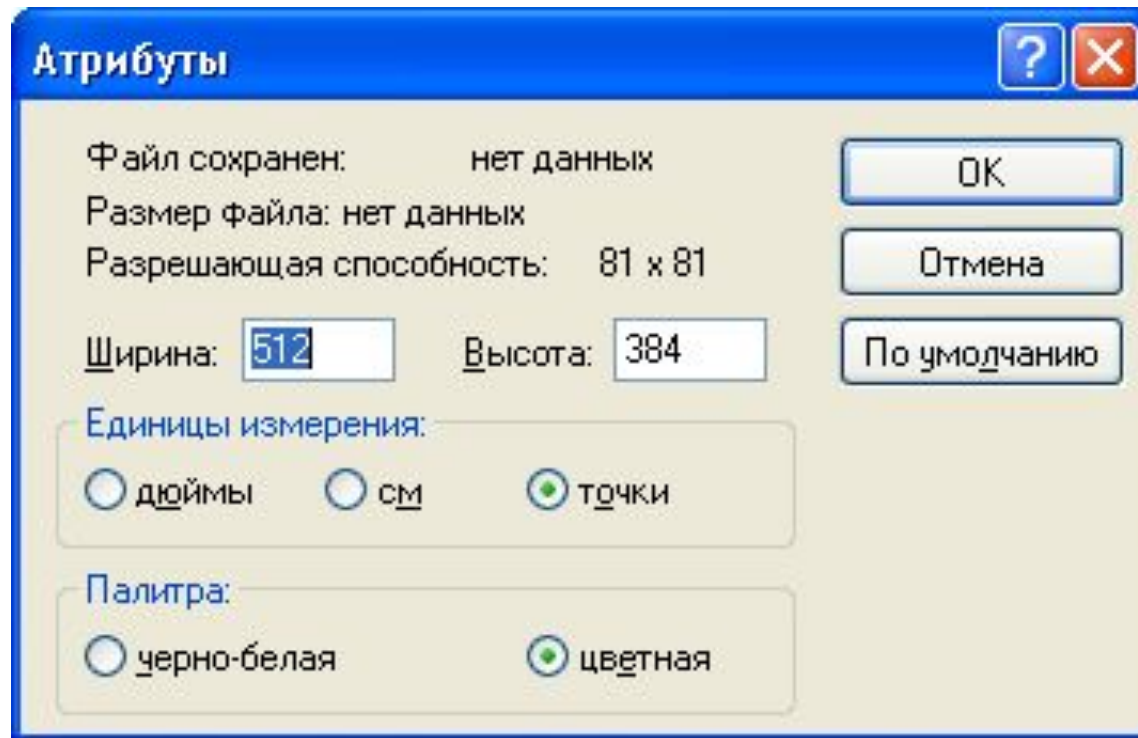 Атрибуты
Файл сохранен: нет данных
OK
Размер файла: нет данных
Разрешающая способность: 81 x 81
Отмена
Ширина: 512 Высота: 384
По умолчанию
Единицы измерения:
дюймы см точки
Палитра:
черно-белая цветная